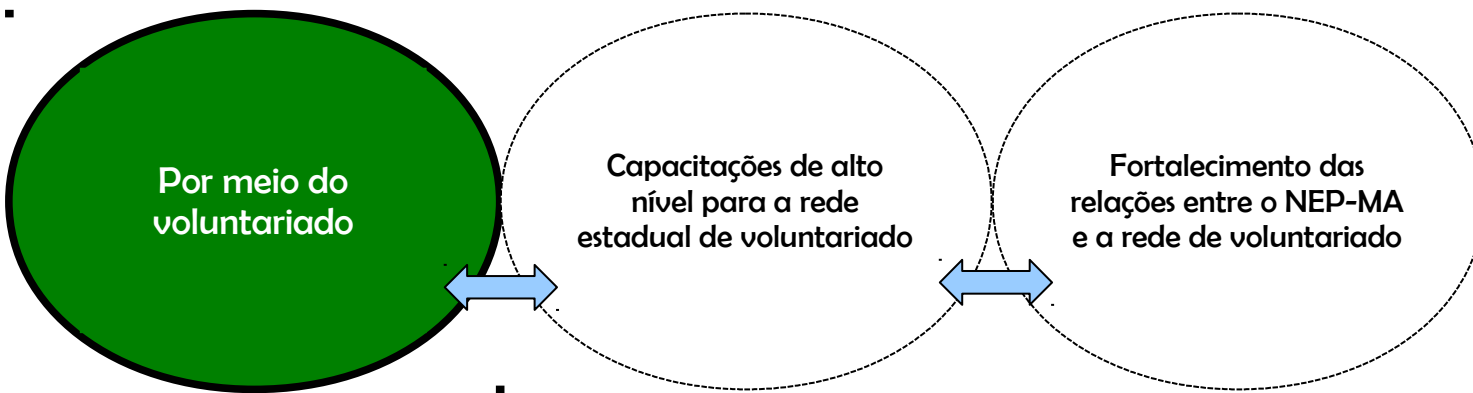 Por meio do
voluntariado
Capacitações de alto
nível para a rede
estadual de voluntariado
Fortalecimento das
relações entre o NEP-MA
e a rede de voluntariado